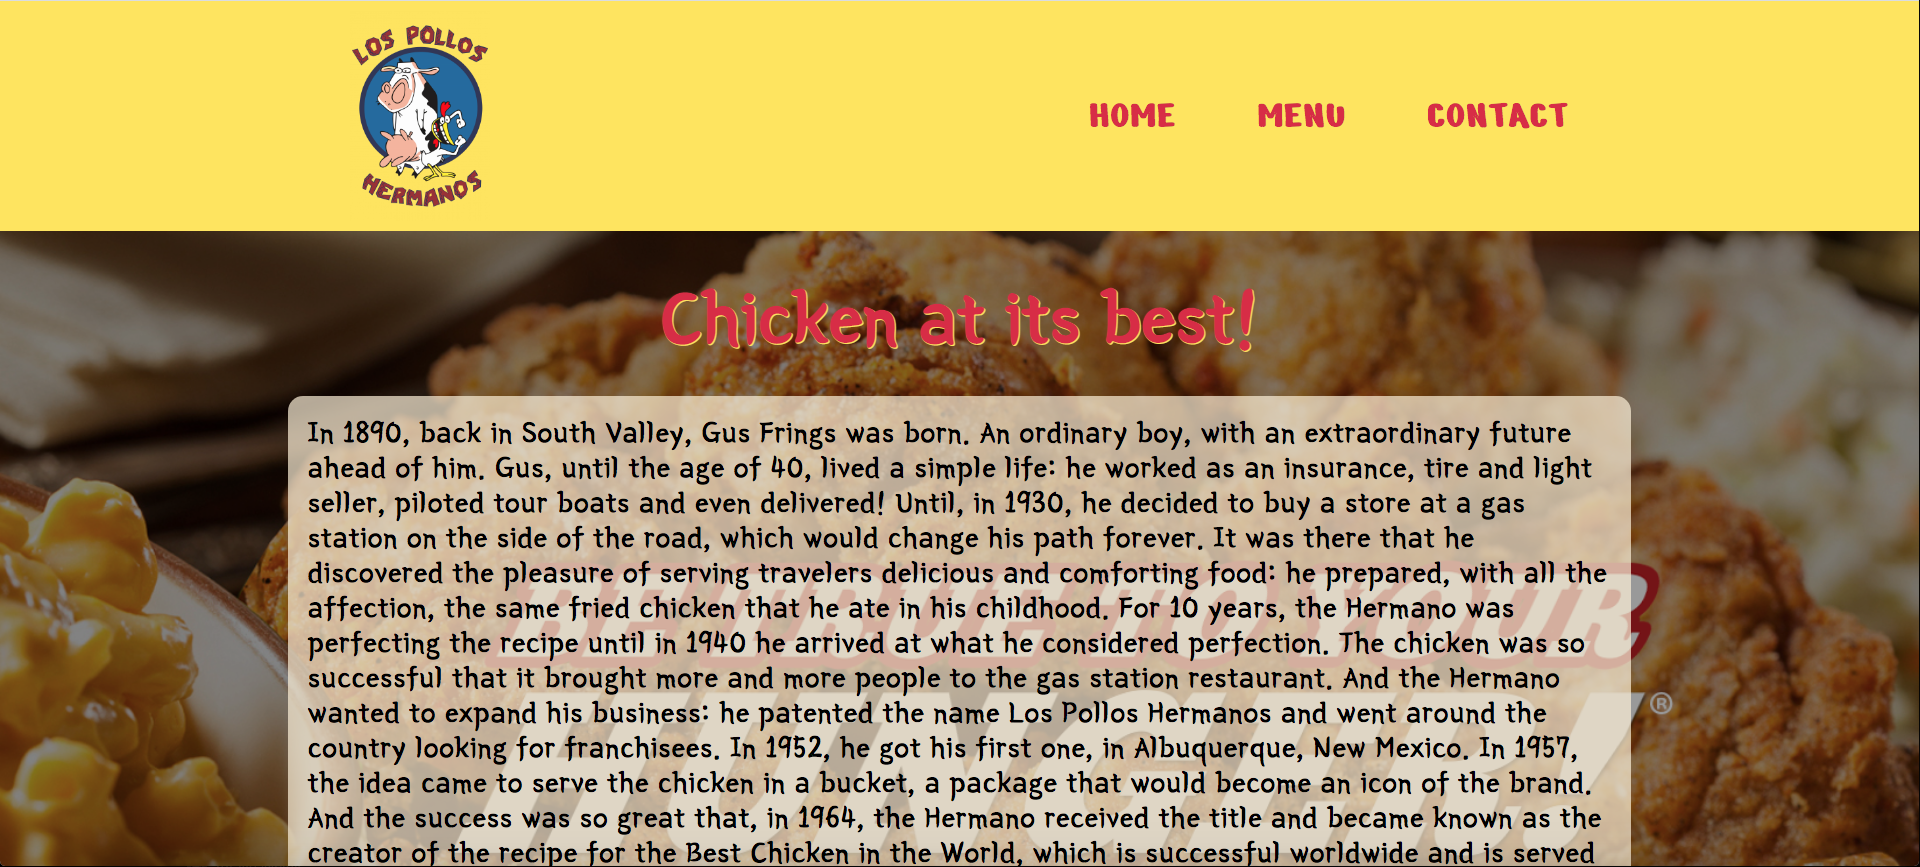 LOS POLLOS
HERMANOS
HOME MENU CONTACT
Chicken at its best!
In 1890, back in South Valley, Gus Frings was born. An ordinary boy, with an extraordinary future
ahead of him. Gus, until the age of 40, lived a simple life: he worked as an insurance, tire and light
seller, piloted tour boats and even delivered! Until, in 1930, he decided to buy a store at a gas
station on the side of the road, which would change his path forever. It was there that he
discovered the pleasure of serving travelers delicious and comforting food: he prepared, with all the
affection, the same fried chicken that he ate in his childhood. For 10 years, the Hermano was
perfecting the recipe until in 1940 he arrived at what he considered perfection. The chicken was so
successful that it brought more and more people to the gas station restaurant. And the Hermano
wanted to expand his business: he patented the name Los Pollos Hermanos and went around the
country looking for franchisees. In 1952, he got his first one, in Albuquerque, New Mexico. In 1957,
the idea came to serve the chicken in a bucket, a package that would become an icon of the brand.
And the success was so great that, in 1964, the Hermano received the title and became known as the
creator of the recipe for the Best Chicken in the World, which is successful worldwide and is served
BE TRUE TO YOUR
HUNGER! ®